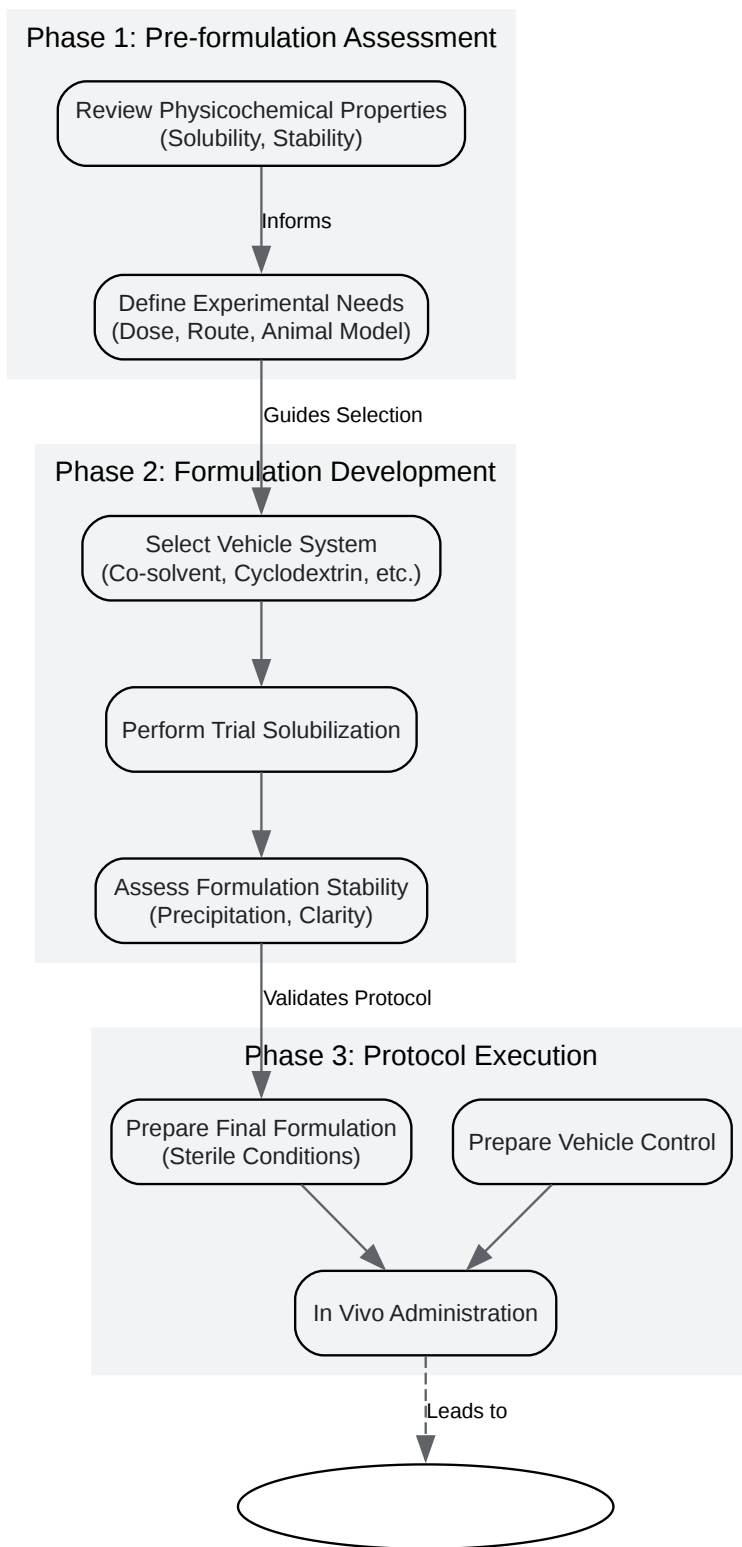 Phase 1: Pre-formulation Assessment
Review Physicochemical Properties
(Solubility, Stability)
Informs
Define Experimental Needs
(Dose, Route, Animal Model)
Guides Selection
Phase 2: Formulation Development
Select Vehicle System
(Co-solvent, Cyclodextrin, etc.)
Perform Trial Solubilization
Assess Formulation Stability
(Precipitation, Clarity)
Validates Protocol
Phase 3: Protocol Execution
Prepare Final Formulation
(Sterile Conditions)
Prepare Vehicle Control
In Vivo Administration
Leads to